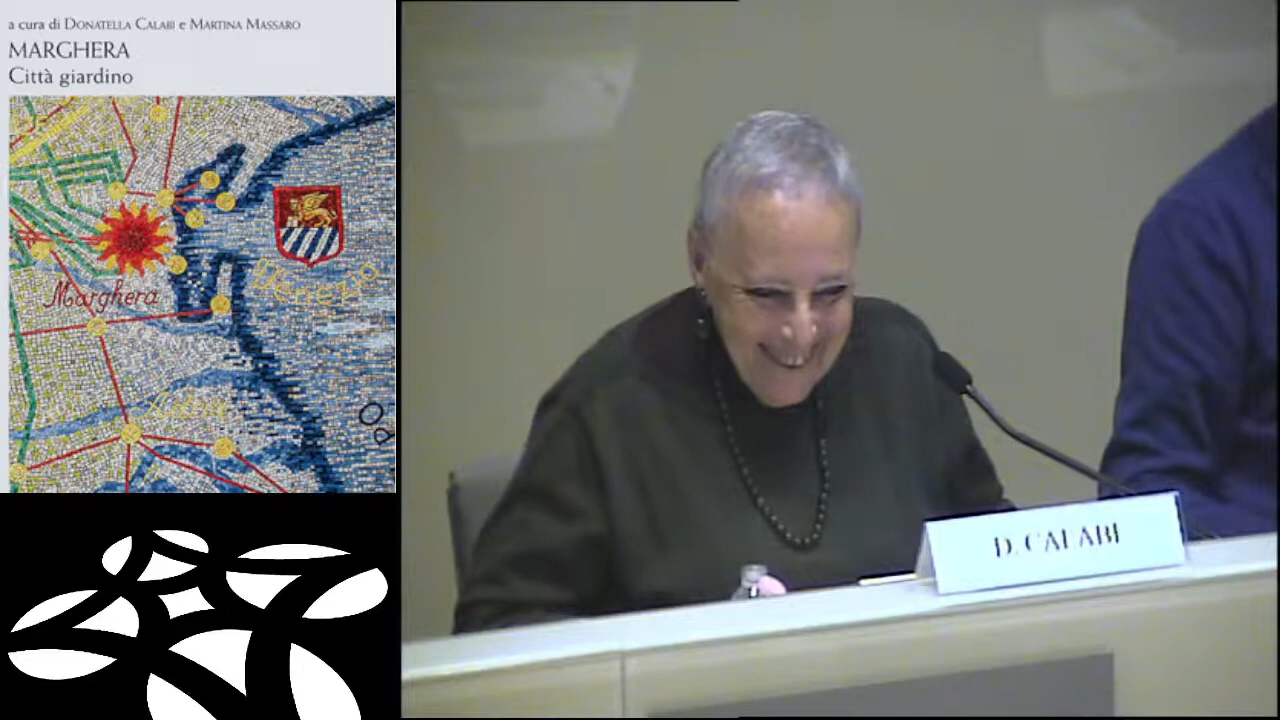 a cura di Donatella Calabi e Martina Massaro
MARGHERA
Città giardino
Marghera
Venezia
D. CALABI